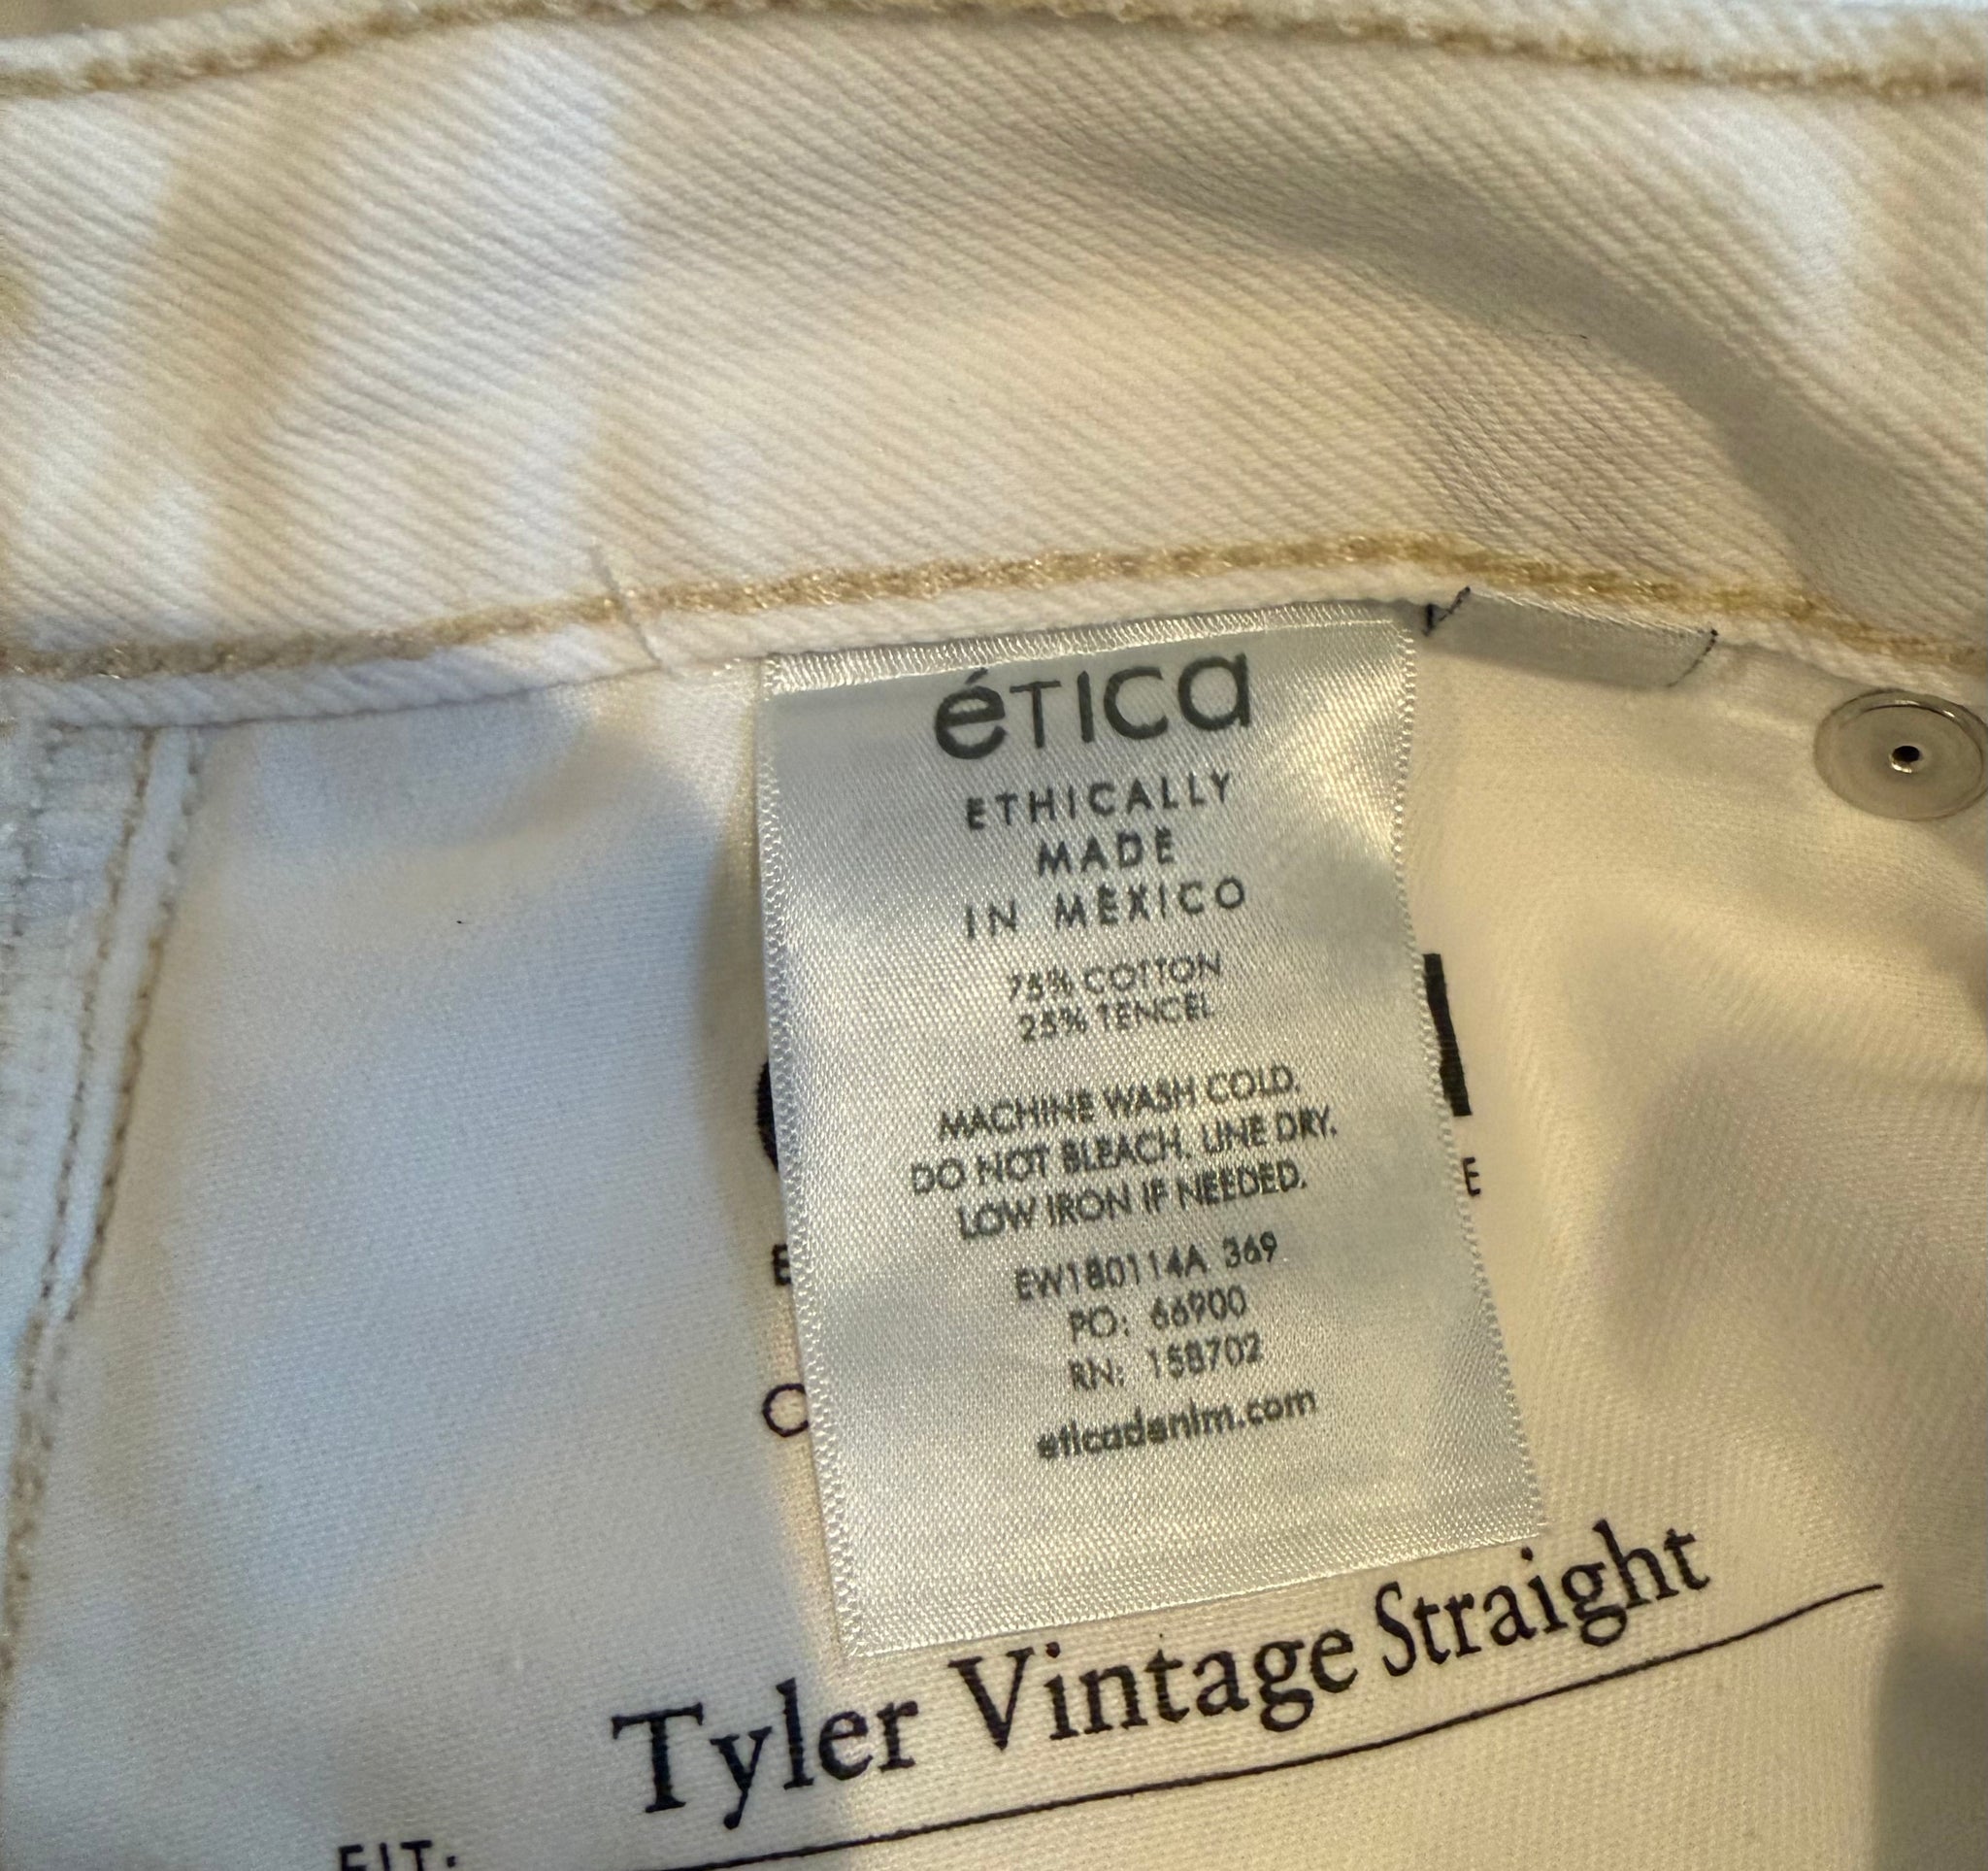 éTICa
ETHICALLY
MADE
IN MÉXICO
75% COTTON
25% TENCEL
MACHINE WASH COLD.
DO NOT BLEACH. LINE DRY.
LOW IRON IF NEEDED.
EW180114A 369
PO: 66900
RN: 158702
eticadenim.com
E
E
C
Tyler Vintage Straight
FIT: